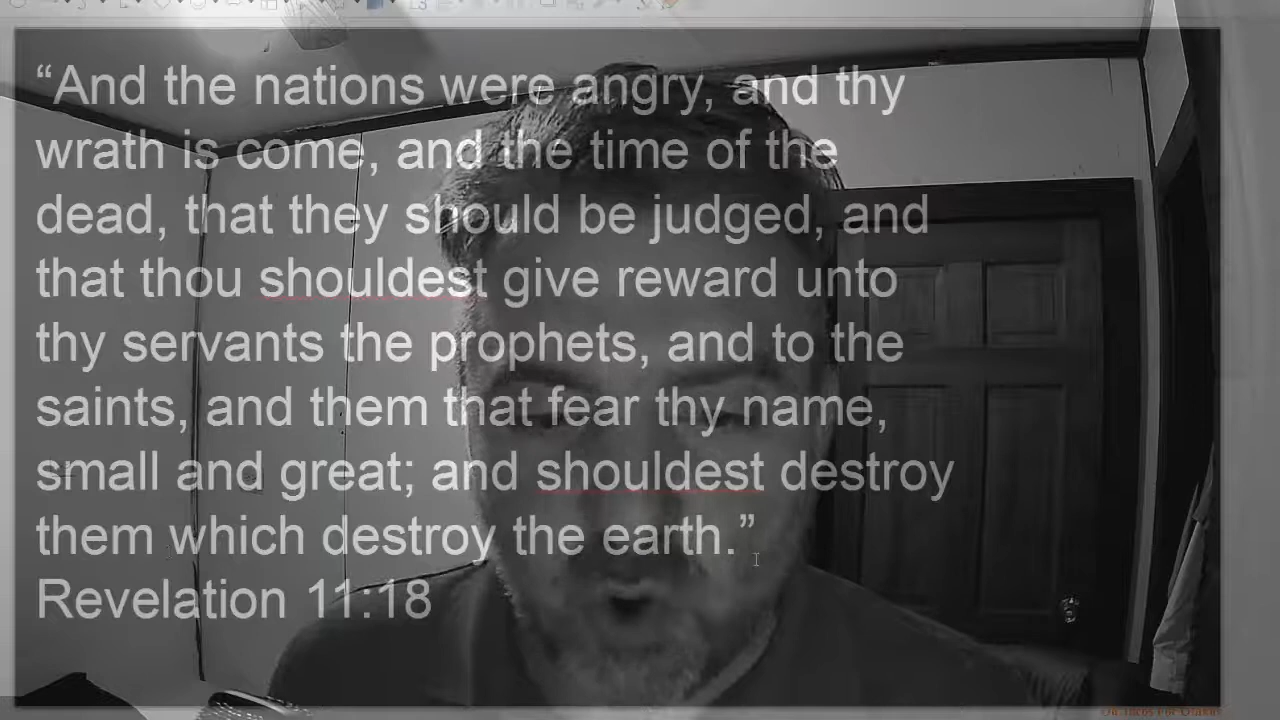 “And the nations were angry, and thy
wrath is come, and the time of the
dead, that they should be judged, and
that thou shouldest give reward unto
thy servants the prophets, and to the
saints, and them that fear thy name,
small and great; and shouldest destroy
them which destroy the earth.”
Revelation 11:18